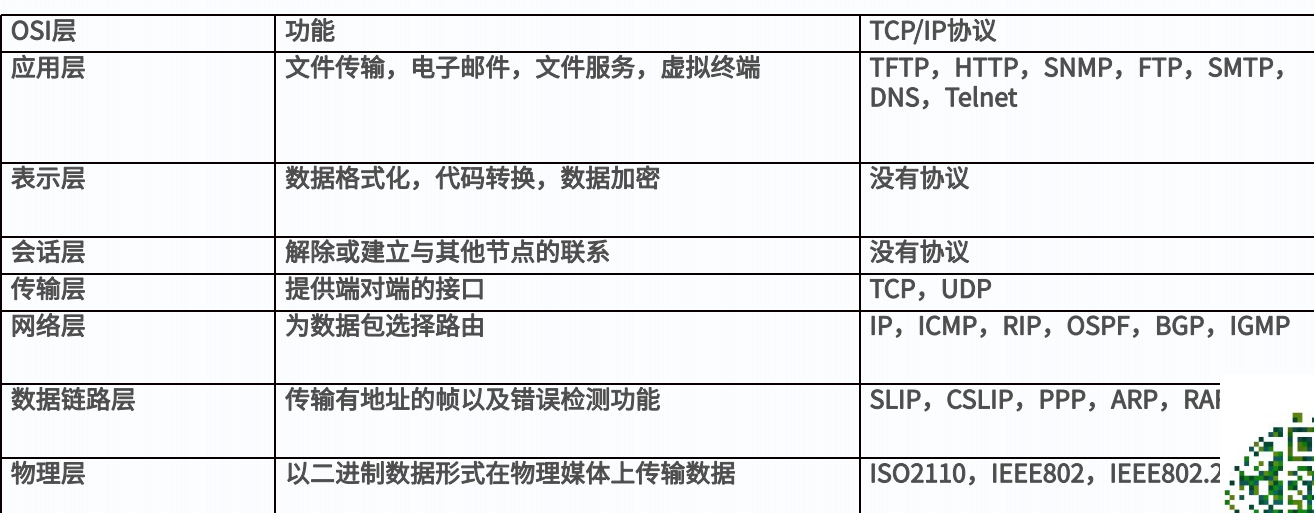 OSI层 功能 TCP/IP协议
应用层 文件传输，电子邮件，文件服务，虚拟终端 TFTP，HTTP，SNMP，FTP，SMTP，
DNS，Telnet
表示层 数据格式化，代码转换，数据加密 没有协议
会话层 解除或建立与其他节点的联系 没有协议
传输层 提供端对端的接口 TCP，UDP
网络层 为数据包选择路由 IP，ICMP，RIP，OSPF，BGP，IGMP
数据链路层 传输有地址的帧以及错误检测功能 SLIP，CSLIP，PPP，ARP，
物理层 以二进制数据形式在物理媒体上传输数据 ISO2110，IEEE802，IEEE802.2